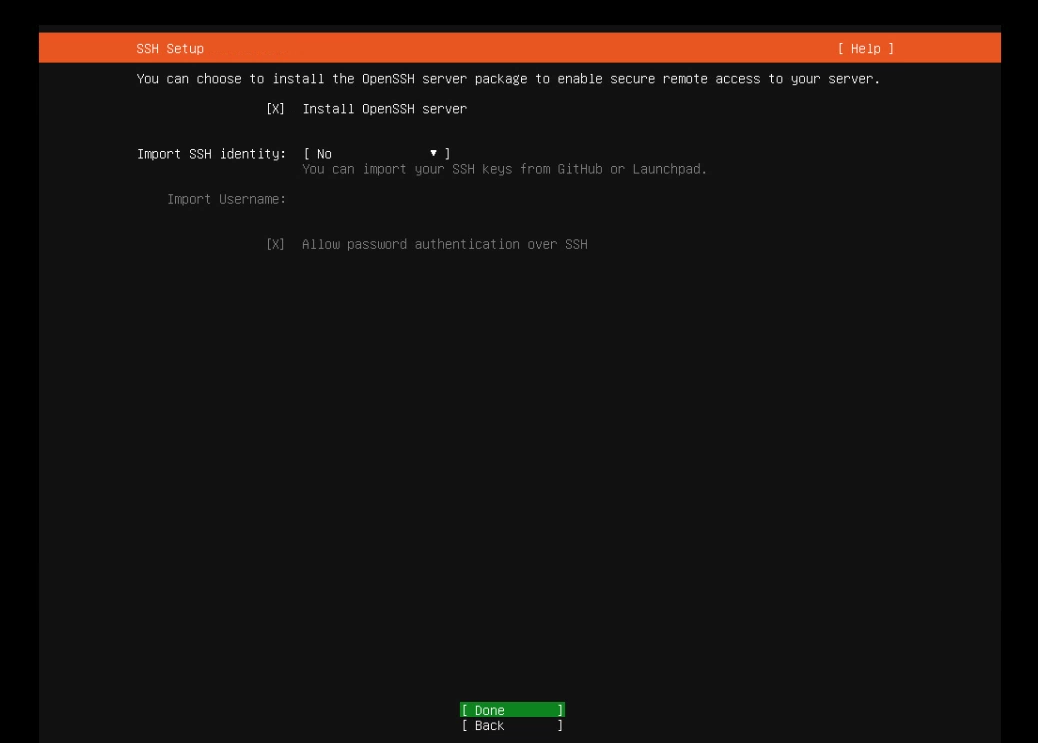 SSH Setup [ Help ]
You can choose to install the OpenSSH server package to enable secure remote access to your server.
[X] Install OpenSSH server
Import SSH identity: [ No ▾ ]
You can import your SSH keys from GitHub or Launchpad.
Import Username:
[X] Allow password authentication over SSH
[ Done ]
[ Back ]